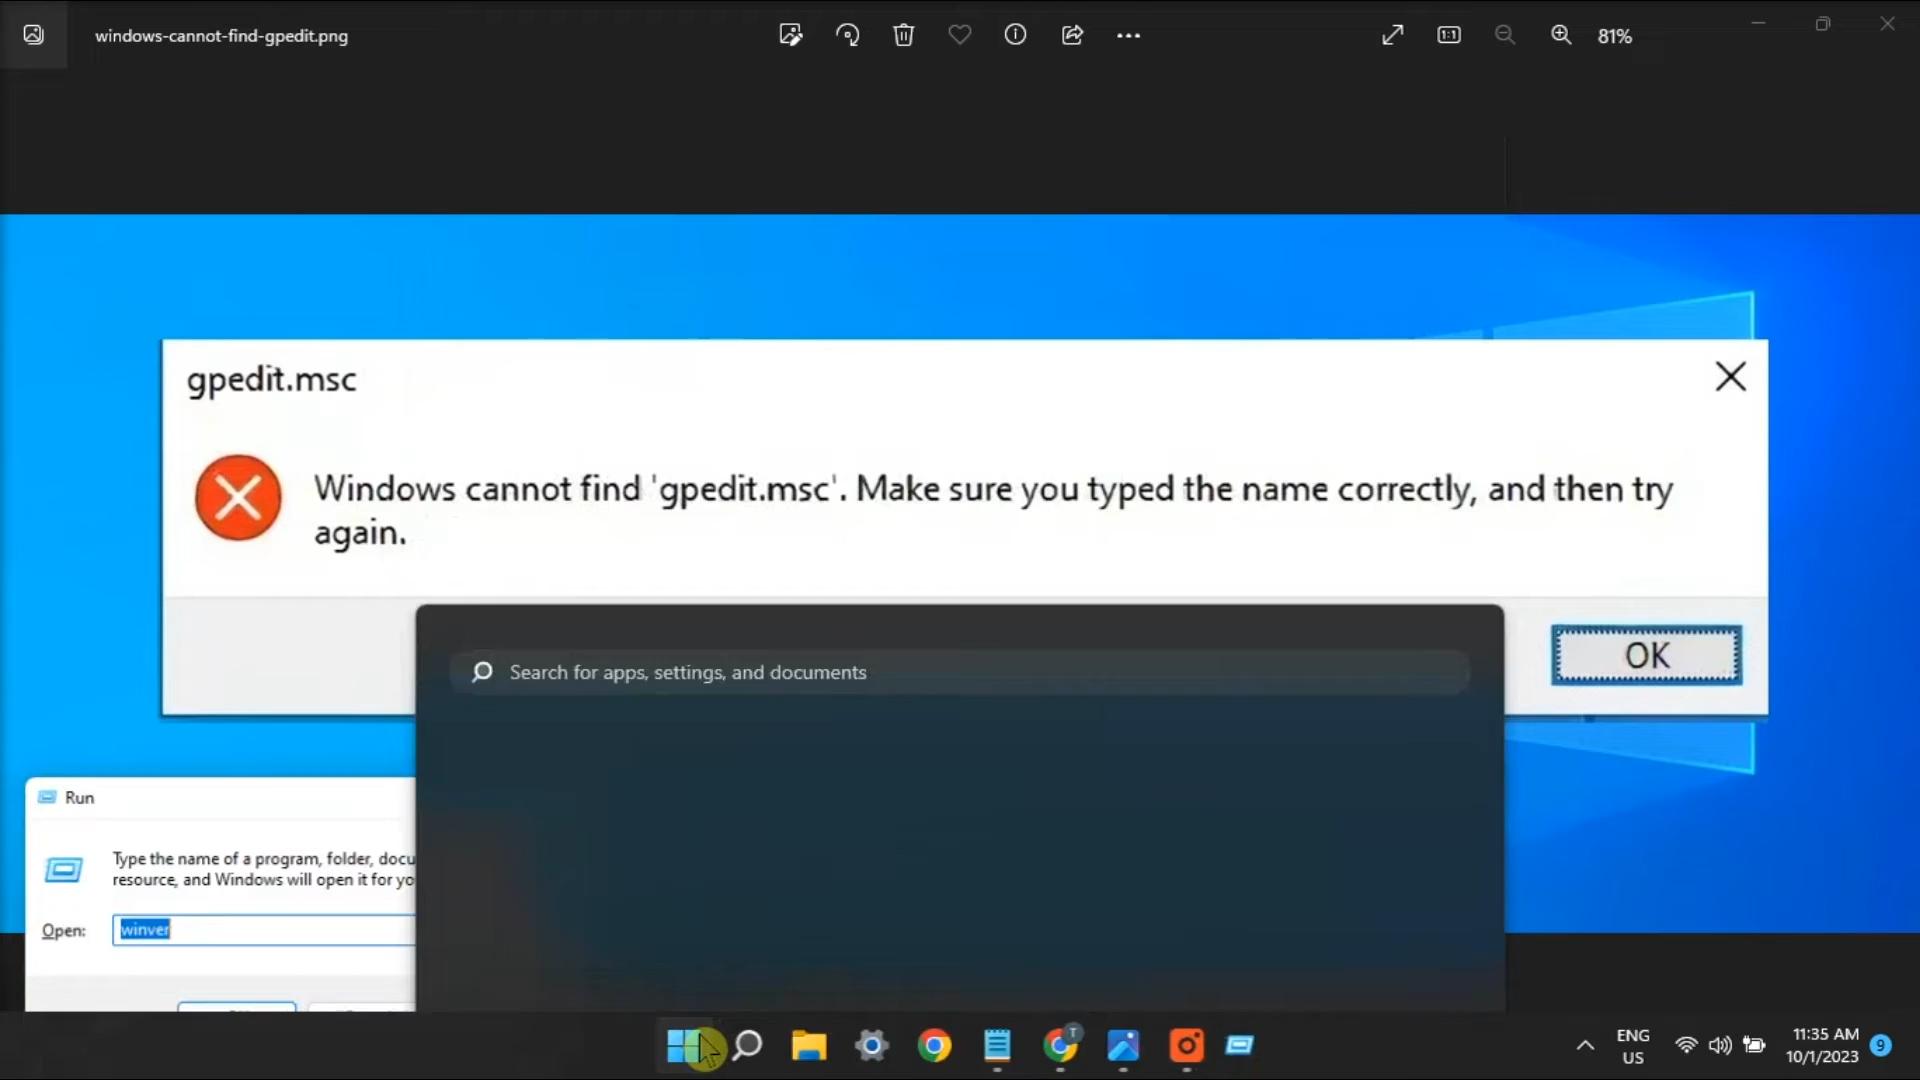 windows-cannot-find-gpedit.png
1:1
81%
gpedit.msc
Windows cannot find 'gpedit.msc'. Make sure you typed the name correctly, and then try
again.
OK
Search for apps, settings, and documents
Run
Type the name of a program, folder, docu
resource, and Windows will open it for yo
Open:
winver
T
ENG
US
11:35 AM
10/1/2023
9